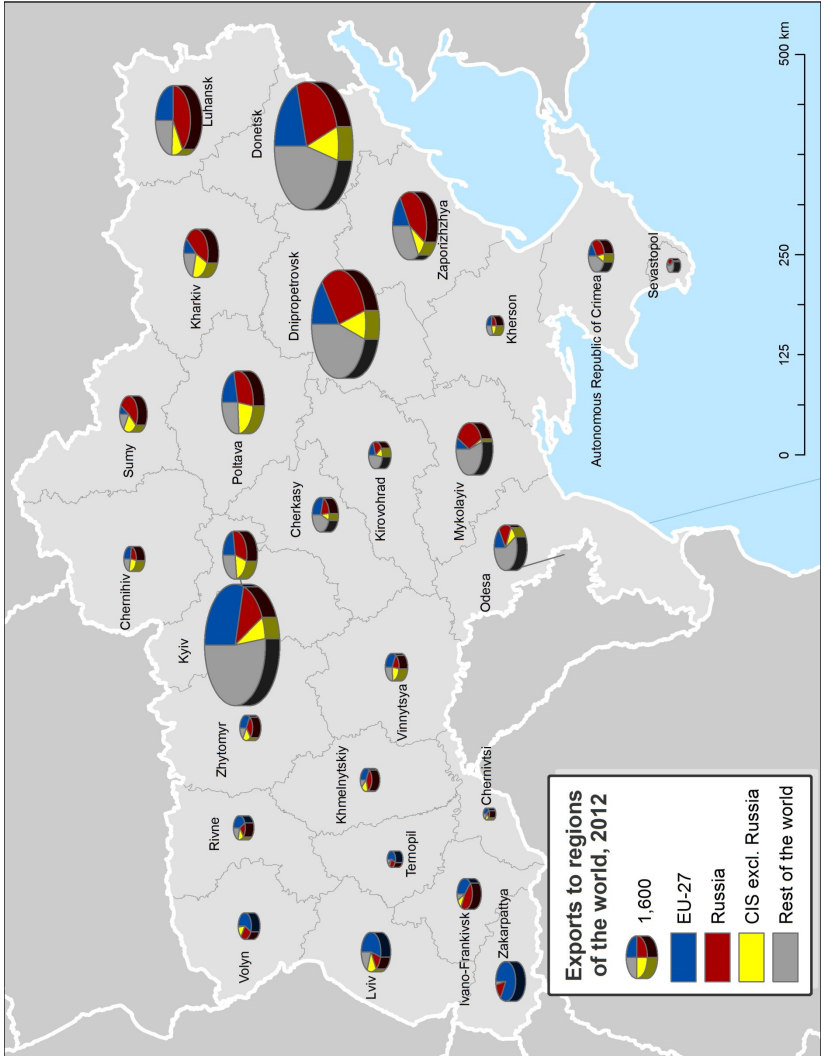 Luhansk
Donetsk
Kharkiv
Zaporizhzhya
Dnipropetrovsk
Sevastopol
Autonomous Republic of Crimea
Kherson
Sumy
Poltava
Cherkasy
Kirovohrad
Mykolayiv
Odesa
Chernihiv
Kyiv
Zhytomyr
Vinnytsya
Khmelnytskiy
Chernivtsi
Rivne
Ternopil
Volyn
Lviv
Ivano-Frankivsk
Zakarpattya
Exports to regions
of the world, 2012
1,600
EU-27
Russia
CIS excl. Russia
Rest of the world
0 125 250 500 km